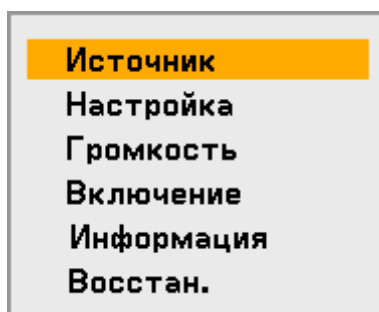 Источник
Настройка
Громкость
Включение
Информация
Восстан.